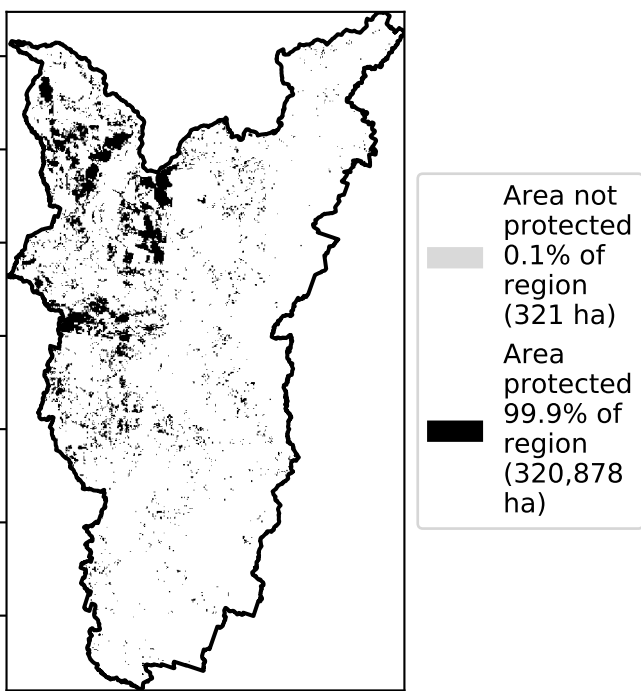 Area not
protected
0.1% of
region
(321 ha)
Area
protected
99.9% of
region
(320,878
ha)